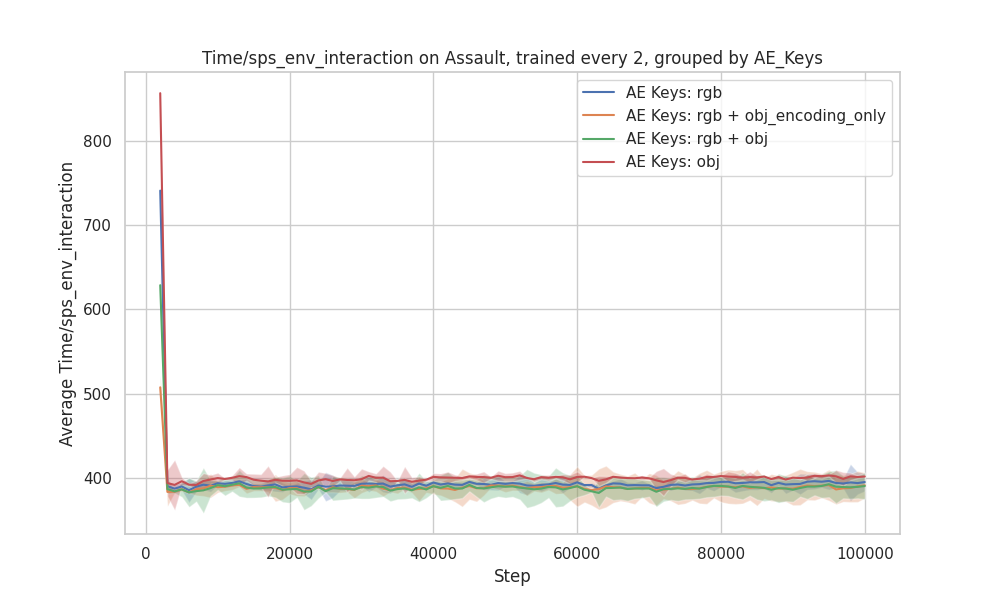 Time/sps_env_interaction on Assault, trained every 2, grouped by AE_Keys
AE Keys: rgb
AE Keys: rgb + obj_encoding_only
AE Keys: rgb + obj
AE Keys: obj
Average Time/sps_env_interaction
800
700
600
500
400
0
20000
40000
60000
80000
100000
Step